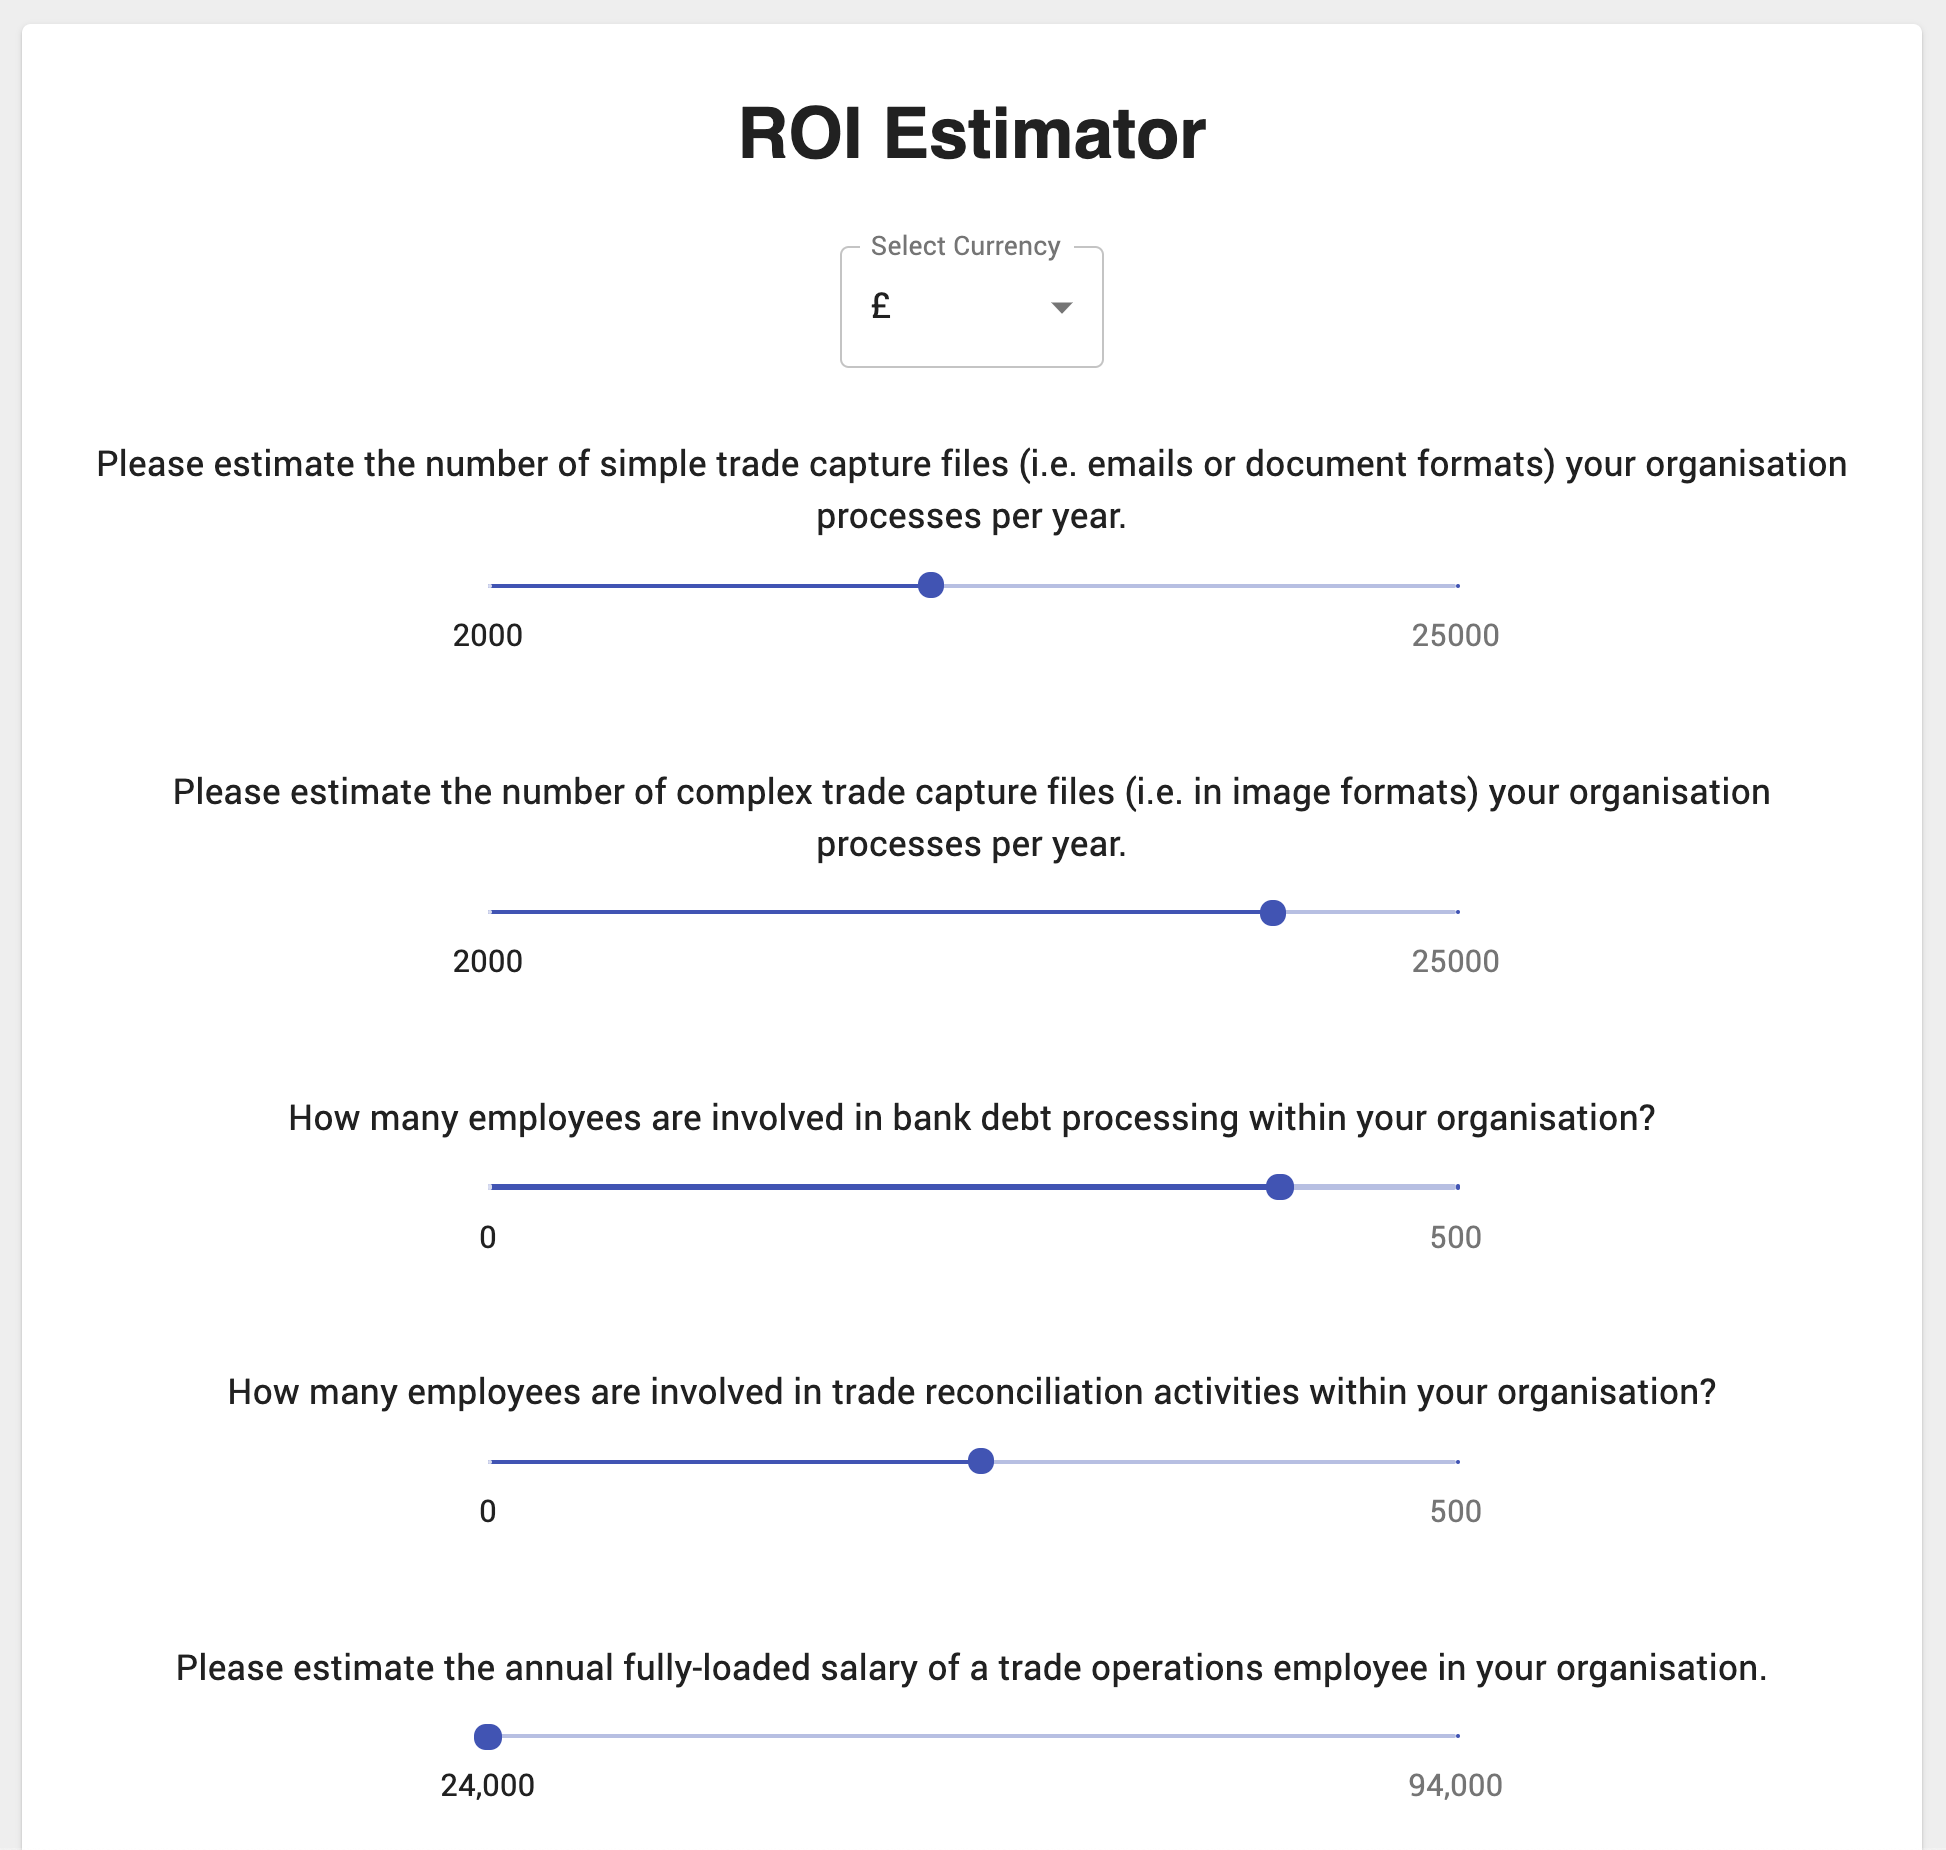 ROI Estimator
Select Currency
£
Please estimate the number of simple trade capture files (i.e. emails or document formats) your organisation
processes per year.
2000 25000
Please estimate the number of complex trade capture files (i.e. in image formats) your organisation
processes per year.
2000 25000
How many employees are involved in bank debt processing within your organisation?
0 500
How many employees are involved in trade reconciliation activities within your organisation?
0 500
Please estimate the annual fully-loaded salary of a trade operations employee in your organisation.
24,000 94,000